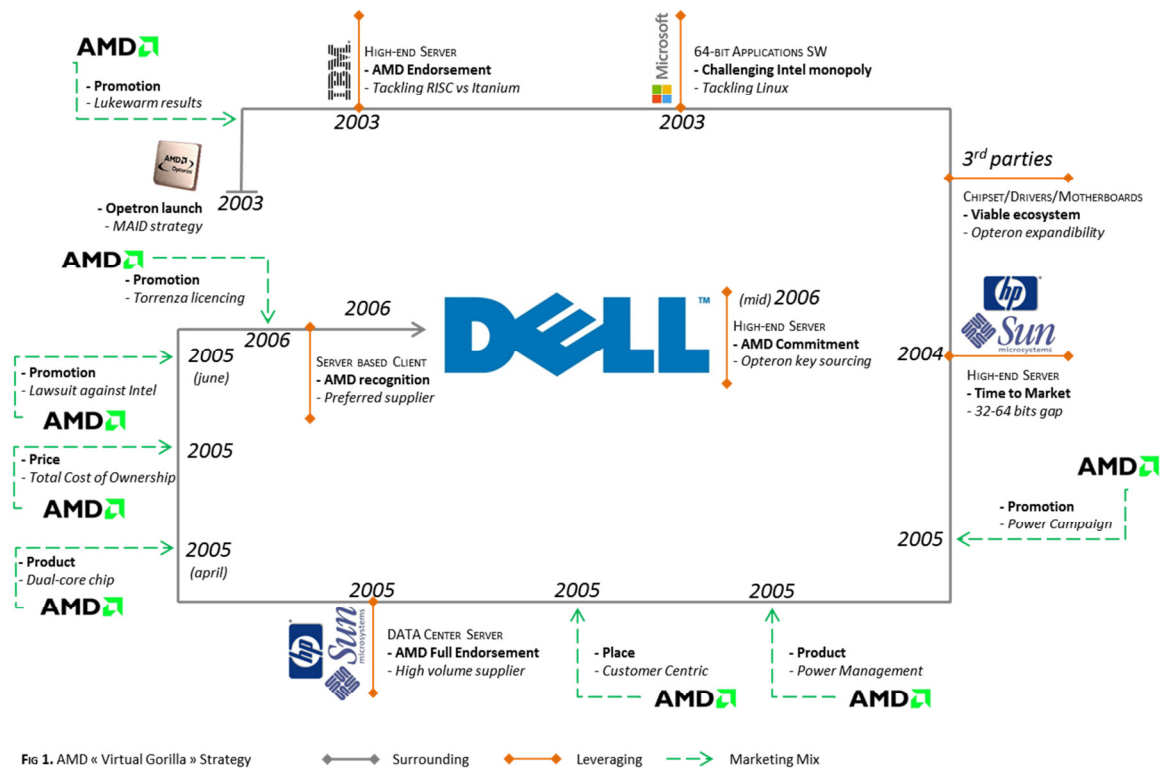 AMD
- Promotion
- Lukewarm results
IBM
HIGH-END SERVER
- AMD Endorsement
- Tackling RISC vs Itanium
2003
Microsoft
64-BIT APPLICATIONS SW
- Challenging Intel monopoly
- Tackling Linux
2003
AMD
Opteron
2003
- Opetron launch
- MAID strategy
3rd parties
CHIPSET/DRIVERS/MOTHERBOARDS
- Viable ecosystem
- Opteron expandibility
AMD
- Promotion
- Torrenza licencing
2006
2006
DELL™
(mid) 2006
HIGH-END SERVER
- AMD Commitment
- Opteron key sourcing
hp
Sun
microsystems
2004
HIGH-END SERVER
- Time to Market
- 32-64 bits gap
SERVER BASED CLIENT
- AMD recognition
- Preferred supplier
2005
(june)
- Promotion
- Lawsuit against Intel
AMD
2005
- Price
- Total Cost of Ownership
AMD
2005
(april)
- Product
- Dual-core chip
AMD
AMD
- Promotion
- Power Campaign
2005
2005
hp
Sun
microsystems
DATA CENTER SERVER
- AMD Full Endorsement
- High volume supplier
2005
- Place
- Customer Centric
AMD
2005
- Product
- Power Management
AMD
FIG 1. AMD « Virtual Gorilla » Strategy
Surrounding
Leveraging
Marketing Mix